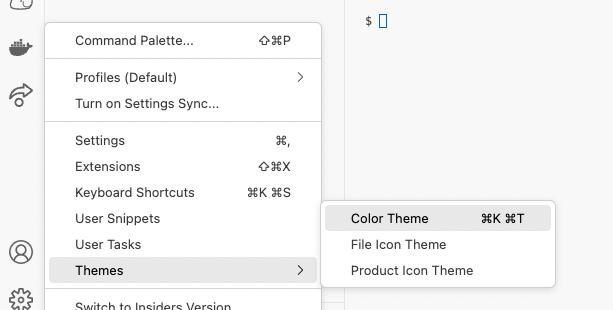 $
Command Palette... ⇧⌘P
Profiles (Default)
Turn on Settings Sync...
Settings ⌘,
Extensions ⇧⌘X
Keyboard Shortcuts ⌘K ⌘S
User Snippets
User Tasks
Themes
Color Theme ⌘K ⌘T
File Icon Theme
Product Icon Theme
Switch to Insiders Version